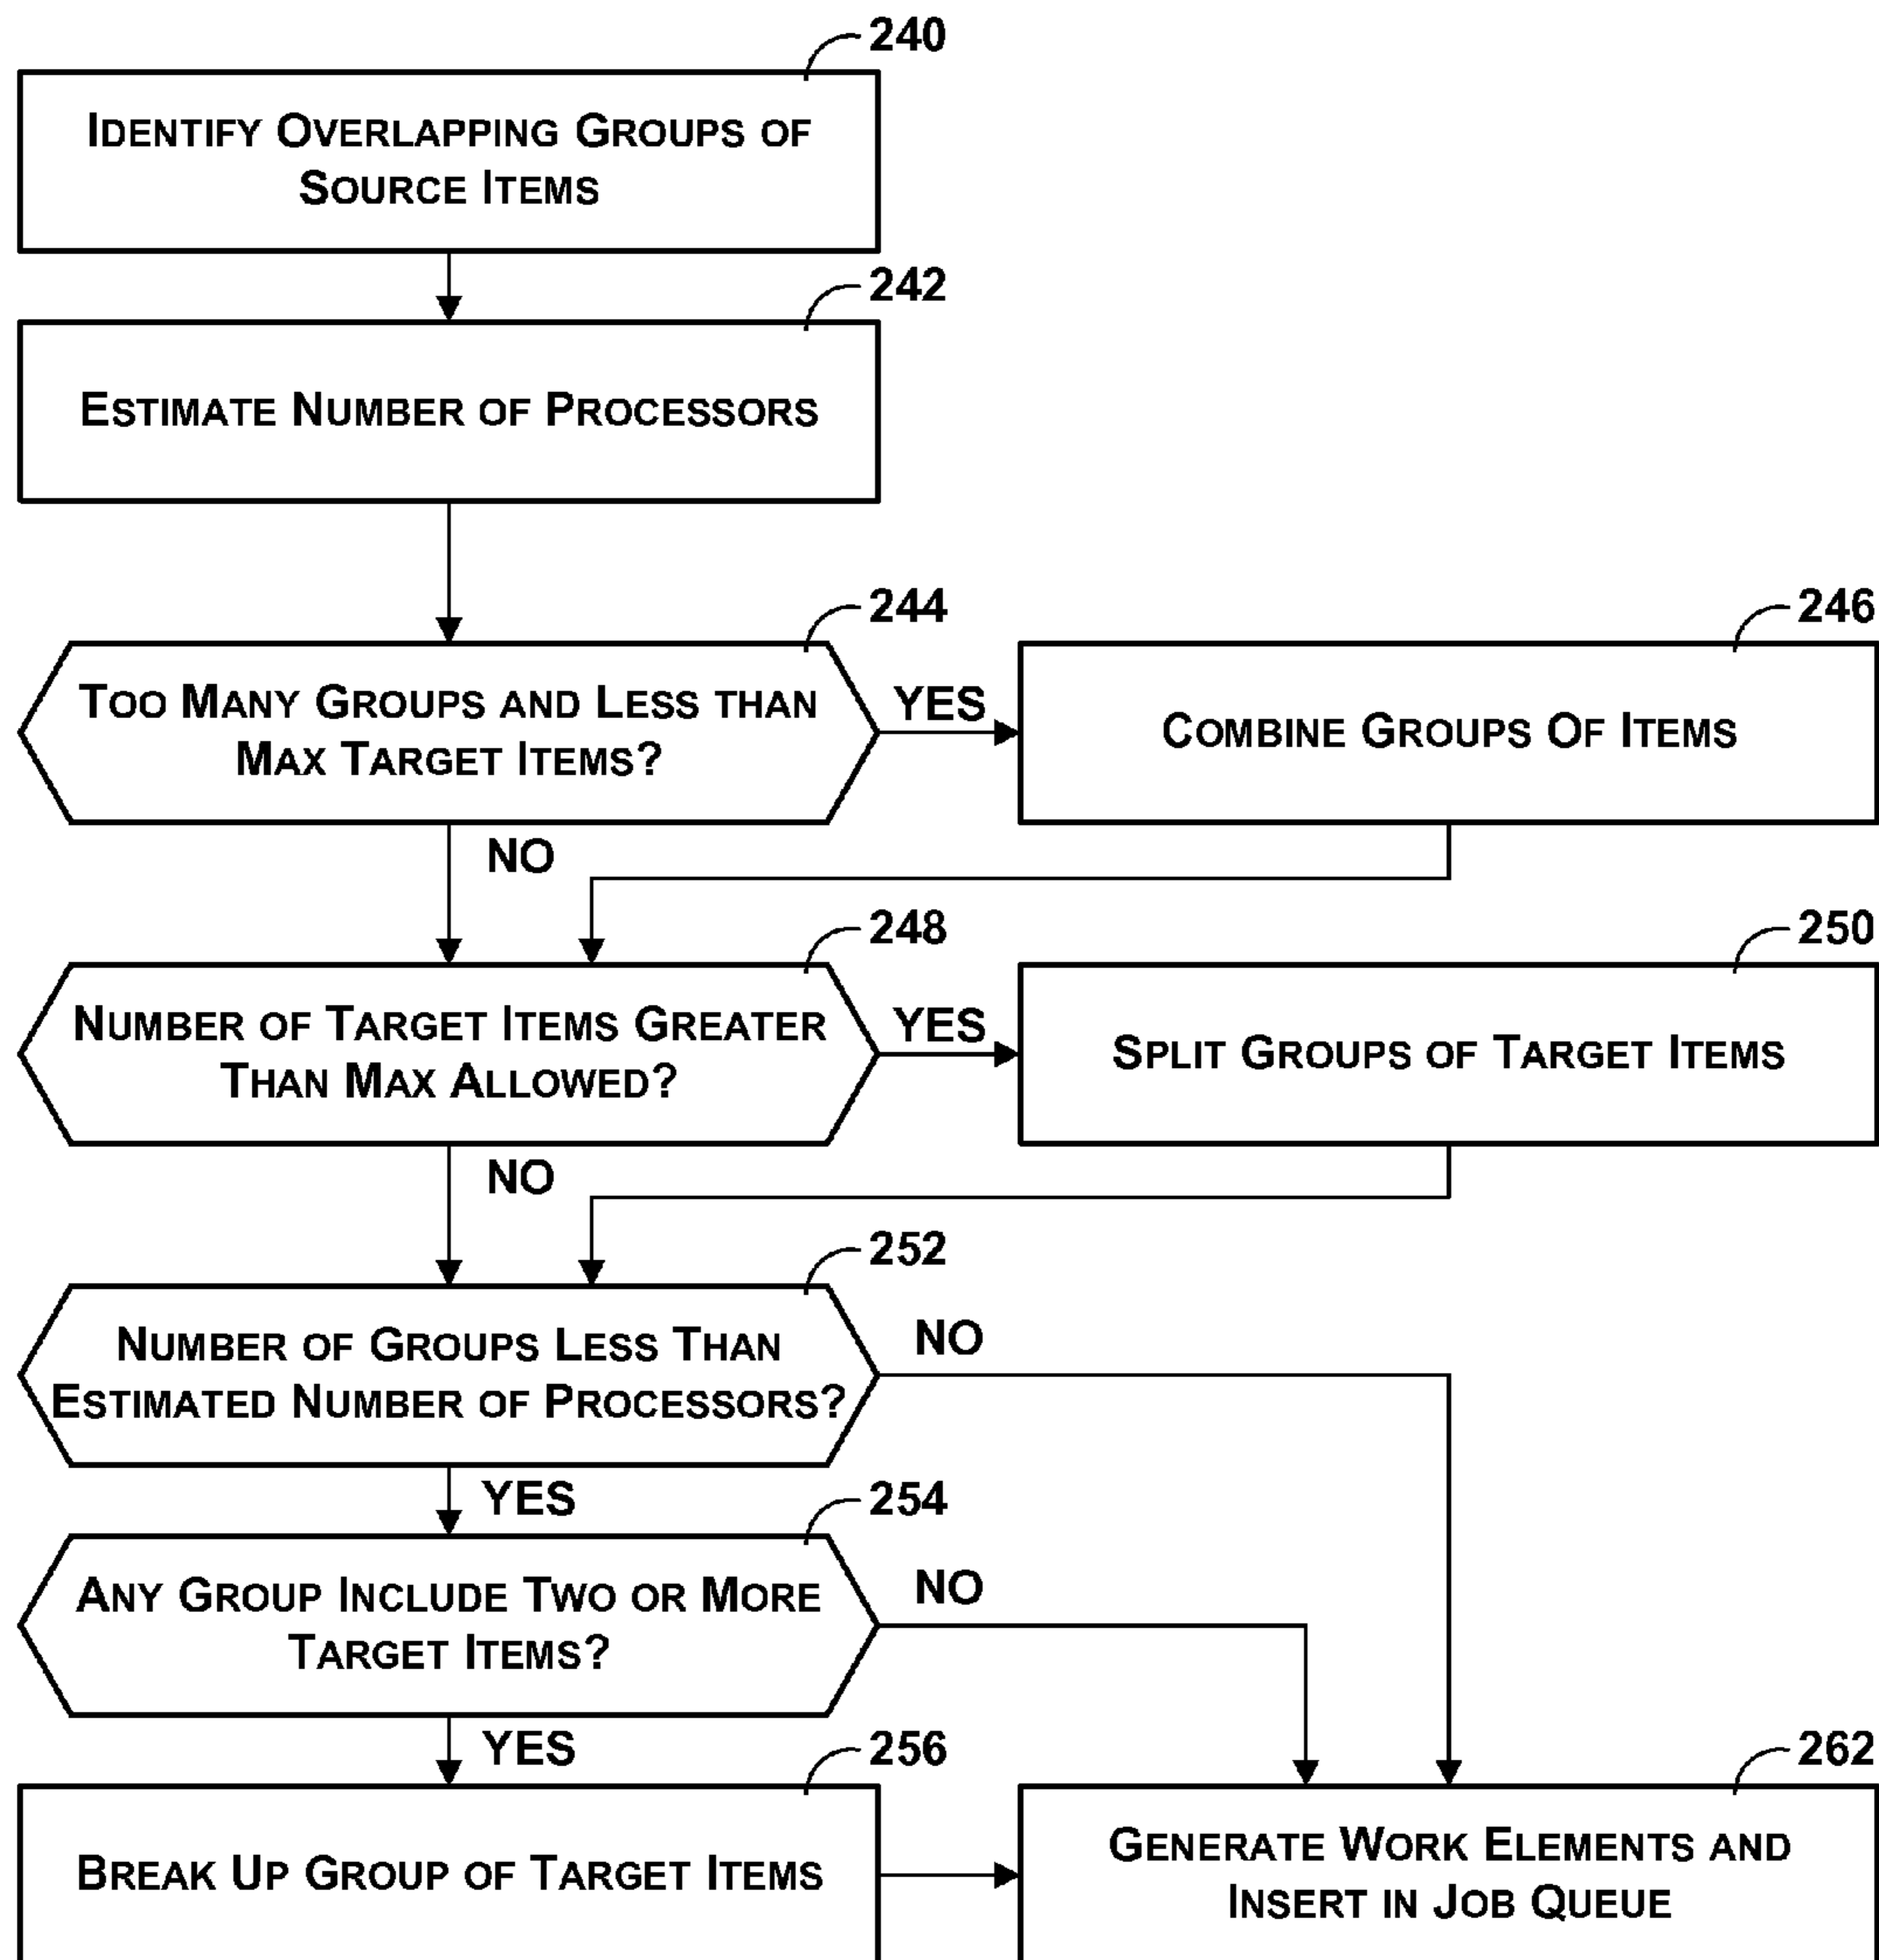 240
IDENTIFY OVERLAPPING GROUPS OF
SOURCE ITEMS
242
ESTIMATE NUMBER OF PROCESSORS
244
TOO MANY GROUPS AND LESS THAN
MAX TARGET ITEMS?
YES
246
COMBINE GROUPS OF ITEMS
NO
248
NUMBER OF TARGET ITEMS GREATER
THAN MAX ALLOWED?
YES
250
SPLIT GROUPS OF TARGET ITEMS
NO
252
NUMBER OF GROUPS LESS THAN
ESTIMATED NUMBER OF PROCESSORS?
NO
YES
254
ANY GROUP INCLUDE TWO OR MORE
TARGET ITEMS?
NO
YES
256
BREAK UP GROUP OF TARGET ITEMS
262
GENERATE WORK ELEMENTS AND
INSERT IN JOB QUEUE